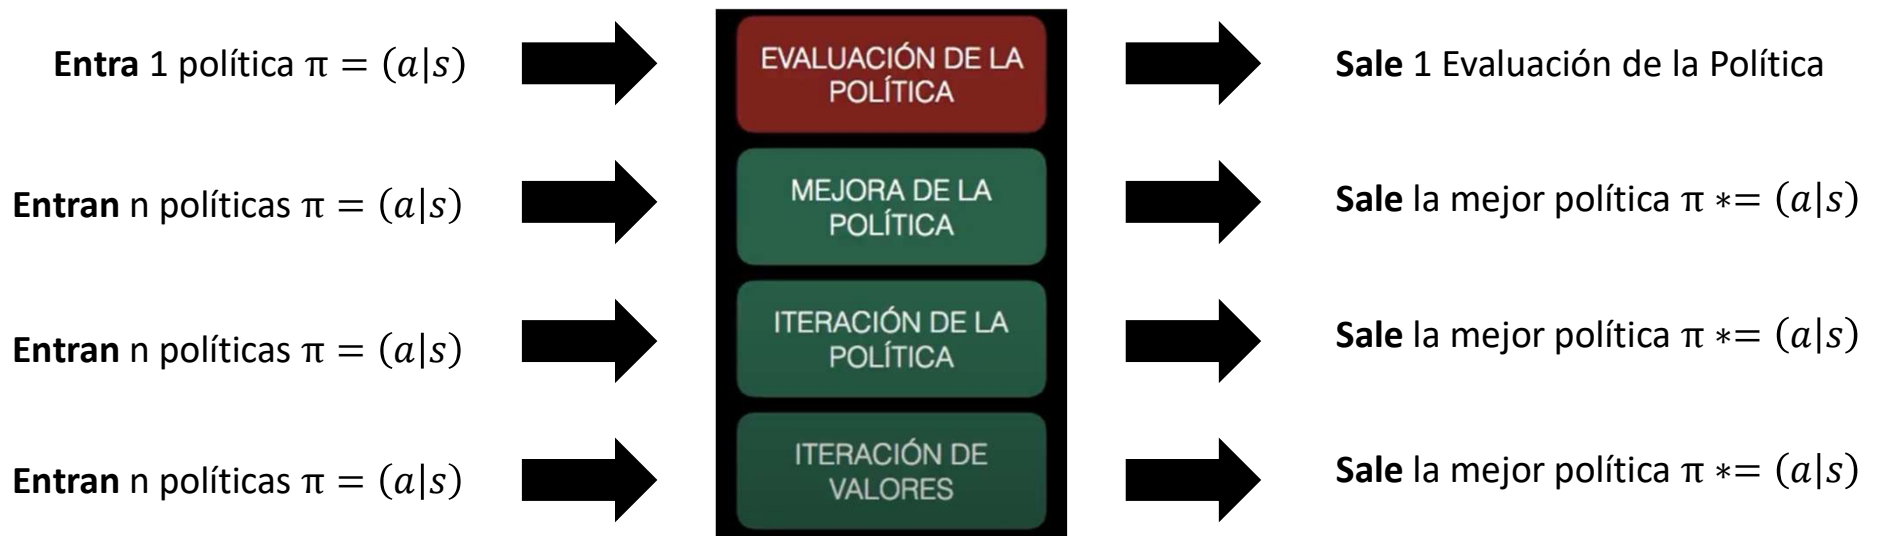 Entra 1 política π = (a|s)
EVALUACIÓN DE LA
POLÍTICA
Sale 1 Evaluación de la Política
Entran n políticas π = (a|s)
MEJORA DE LA
POLÍTICA
Sale la mejor política π ∗= (a|s)
Entran n políticas π = (a|s)
ITERACIÓN DE LA
POLÍTICA
Sale la mejor política π ∗= (a|s)
Entran n políticas π = (a|s)
ITERACIÓN DE
VALORES
Sale la mejor política π ∗= (a|s)